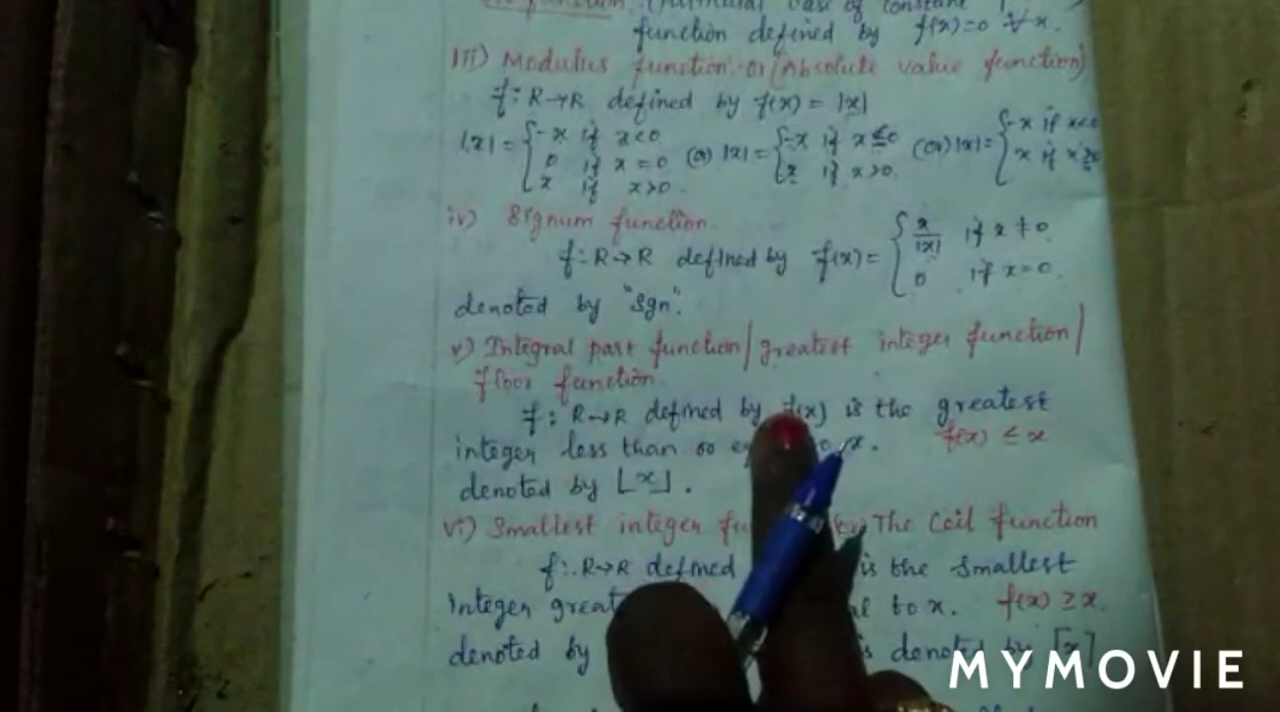 function defined by f(x)=0 ∀ x.
iii) Modulus function or (Absolute value function)
f: R→R defined by f(x) = |x|
|x| = { -x if x<0, 0 if x=0, x if x>0. (or) |x| = { -x if x≤0, x if x>0. (or) |x| = { -x if x<0, x if x≥0
iv) Signum function.
f: R→R defined by f(x) = { x/|x| if x ≠ 0, 0 if x=0.
denoted by "sgn".
v) Integral part function/greatest integer function/
floor function.
f: R→R defined by f(x) is the greatest
integer less than or x. f(x) ≤ x
denoted by ⌊x⌋.
vi) Smallest integer The Ceil function
f: R→R defined is the smallest
integer to x. f(x) ≥ x.
denoted by denoted by ⌈x⌉
MYMOVIE